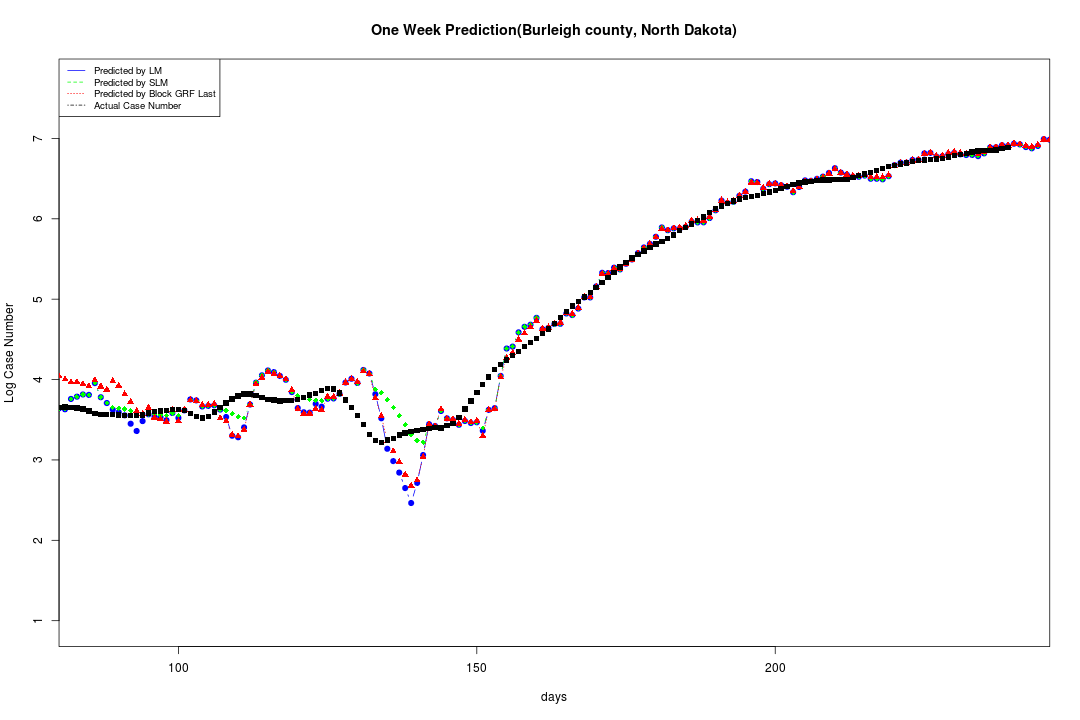 One Week Prediction(Burleigh county, North Dakota)
Predicted by LM
Predicted by SLM
Predicted by Block GRF Last
Actual Case Number
7
6
5
4
3
2
1
Log Case Number
100 150 200
days